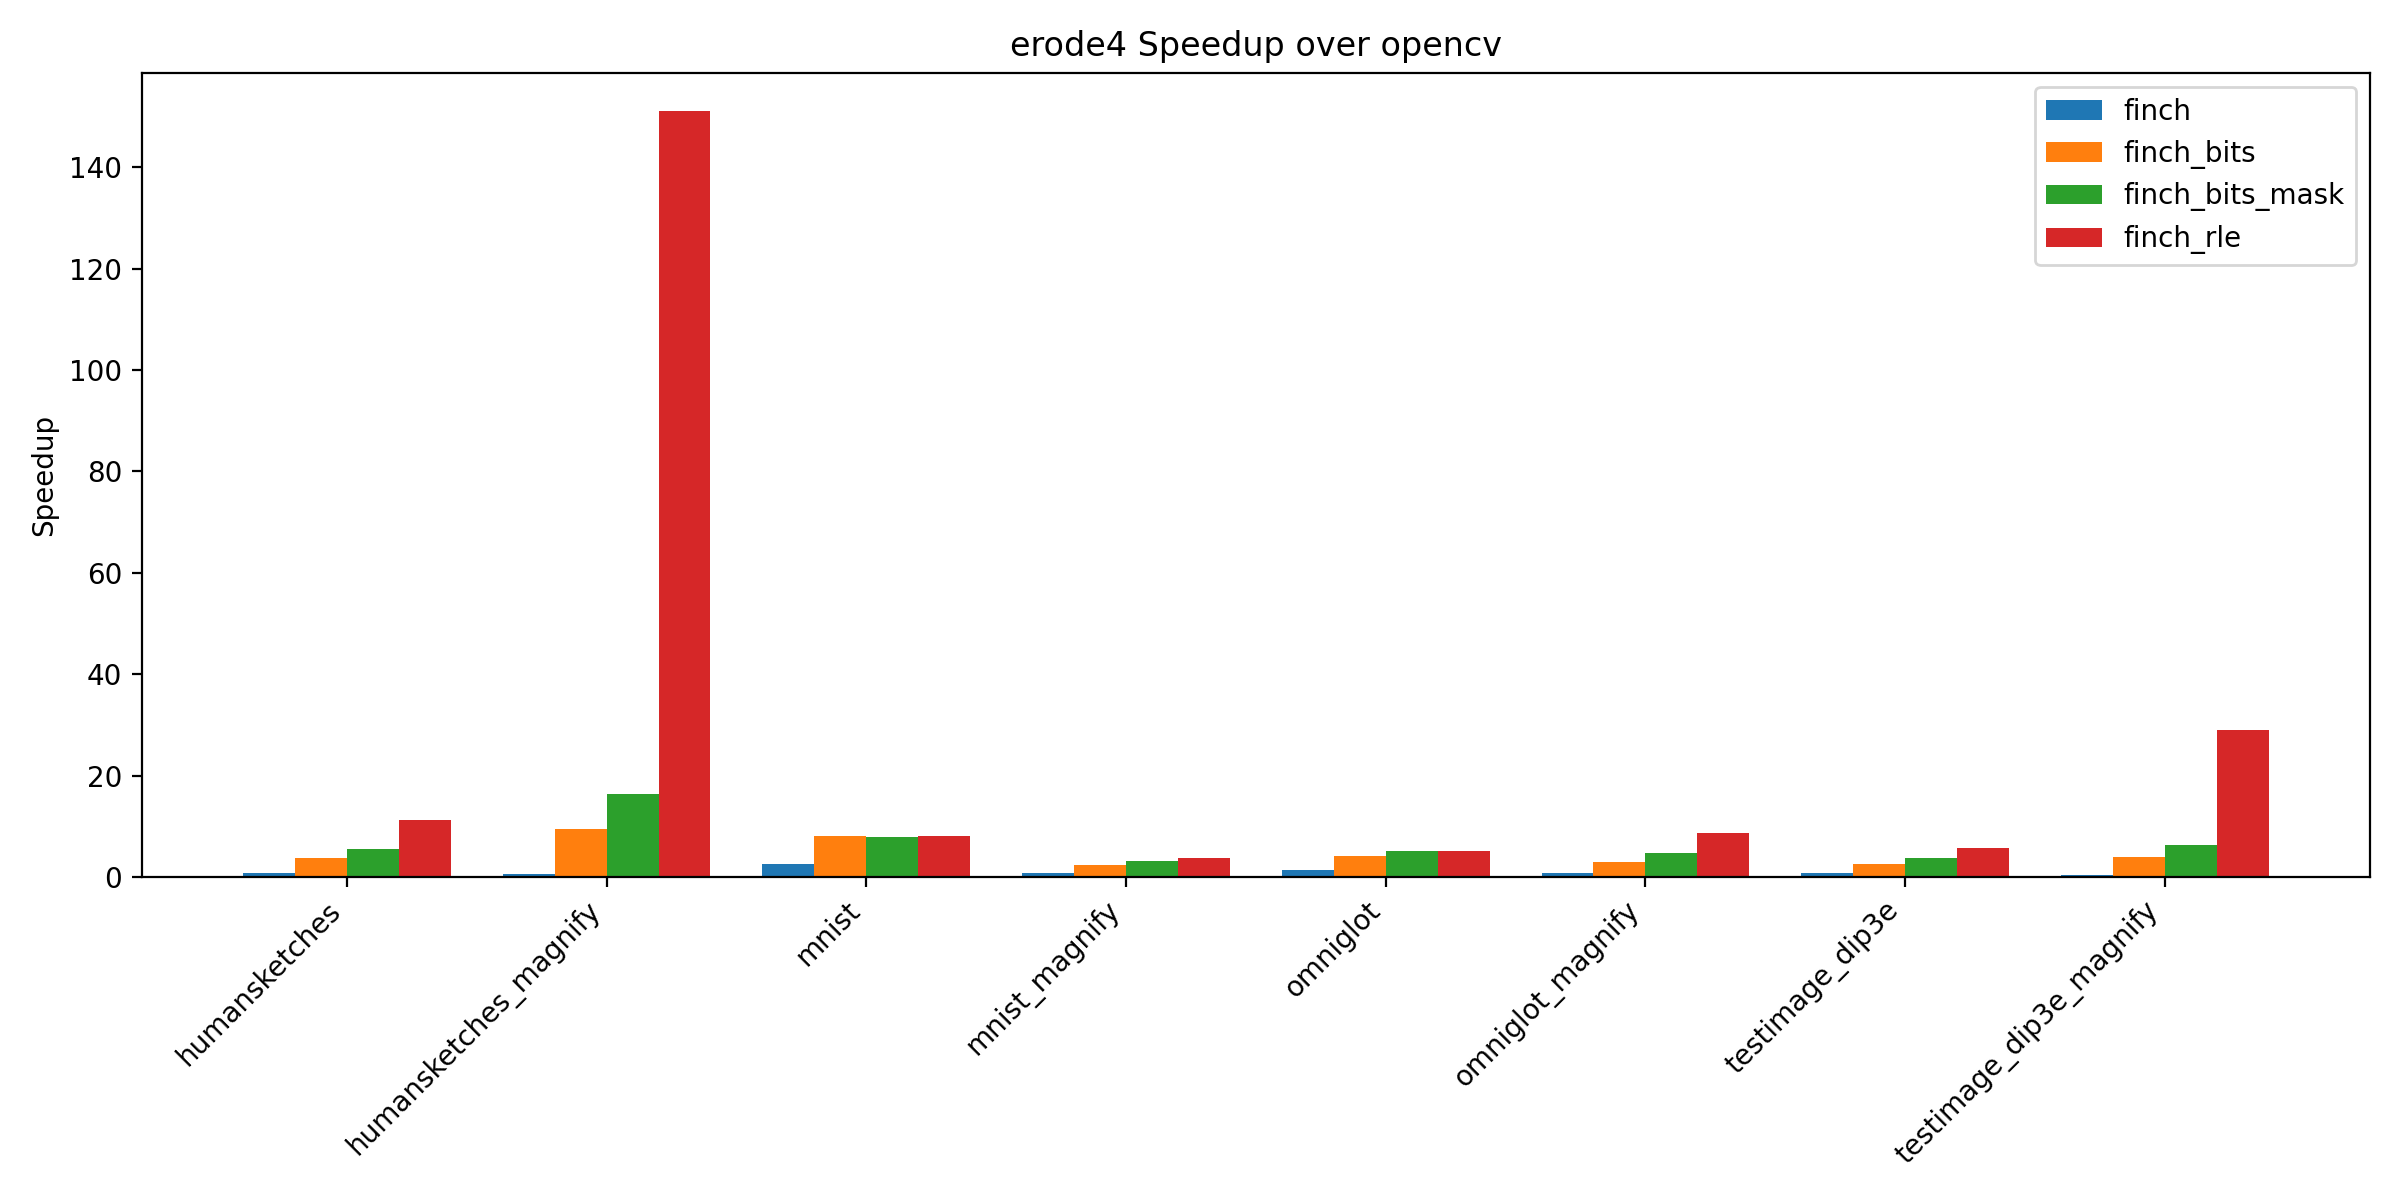 erode4 Speedup over opencv
finch
finch_bits
finch_bits_mask
finch_rle
Speedup
140
120
100
80
60
40
20
0
humansketches
humansketches_magnify
mnist
mnist_magnify
omniglot
omniglot_magnify
testimage_dip3e
testimage_dip3e_magnify